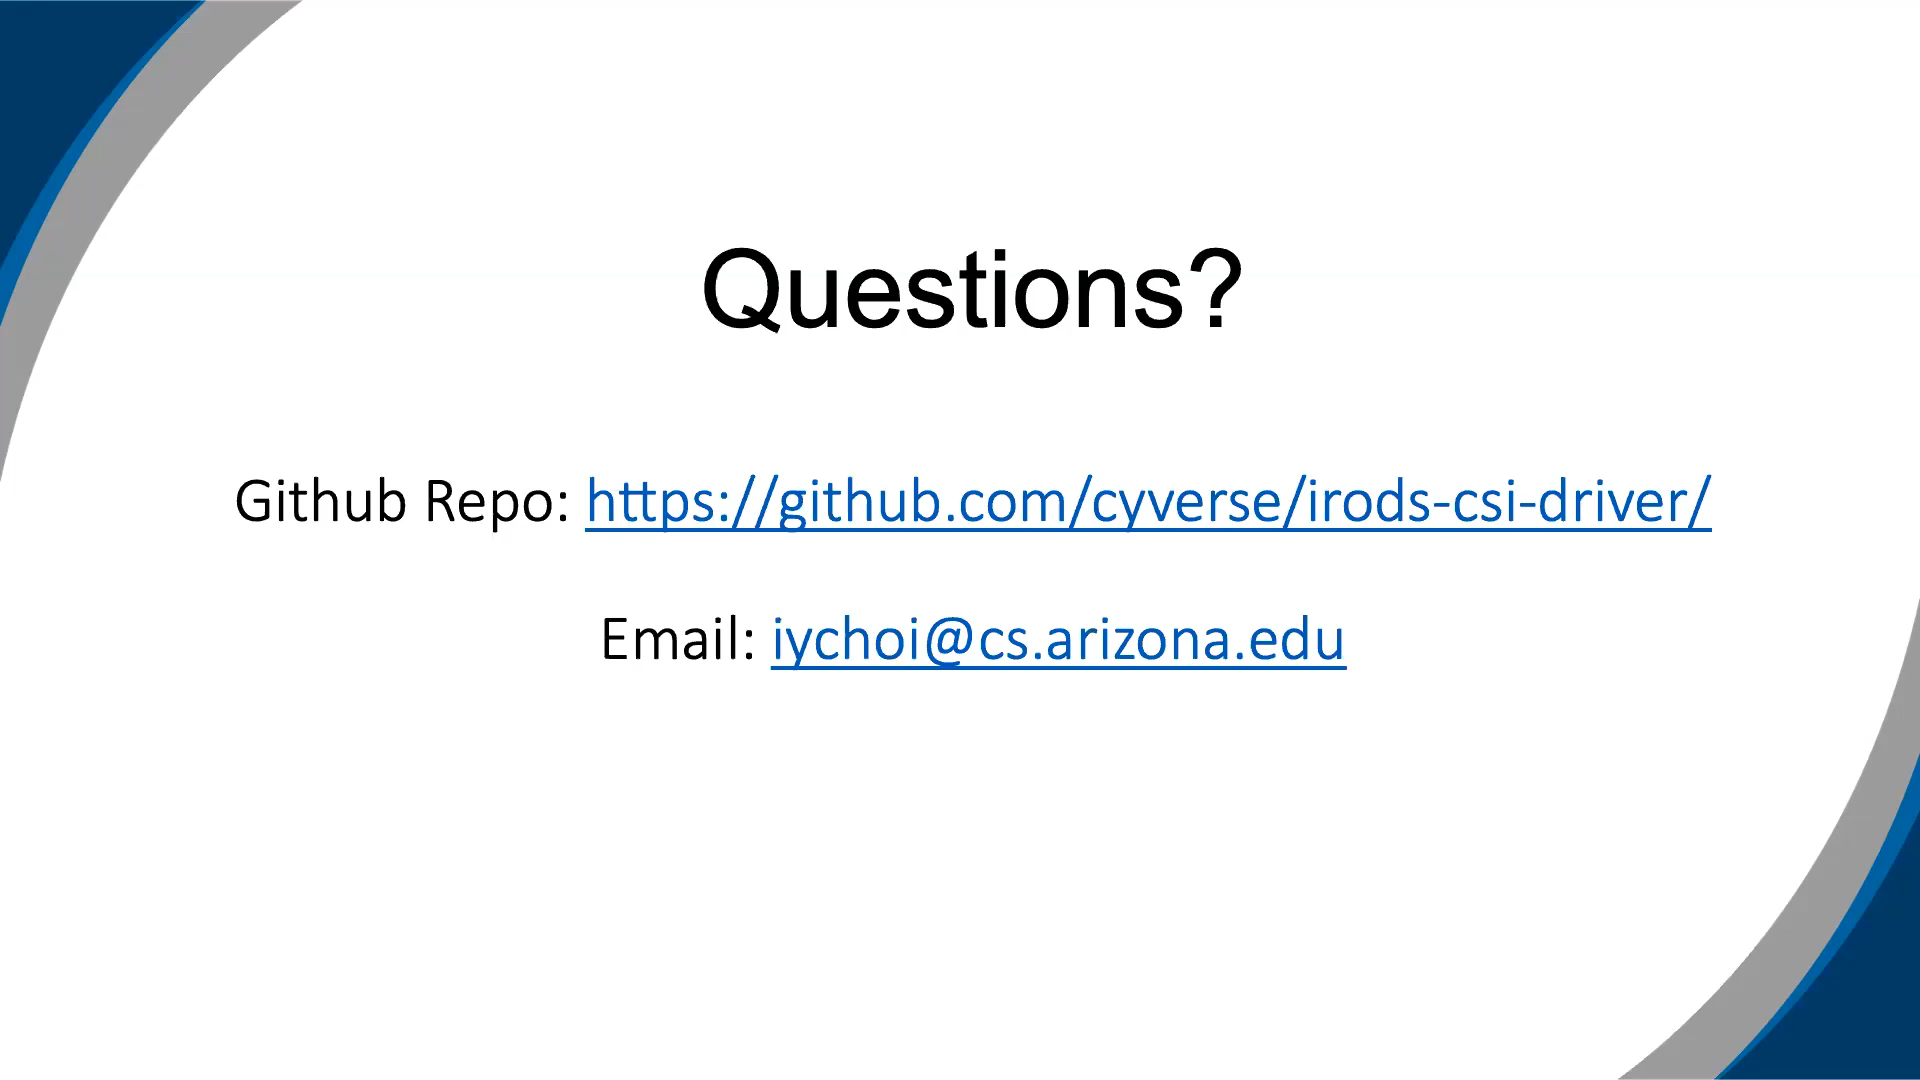 Questions?
Github Repo: https://github.com/cyverse/irods-csi-driver/
Email: iychoi@cs.arizona.edu